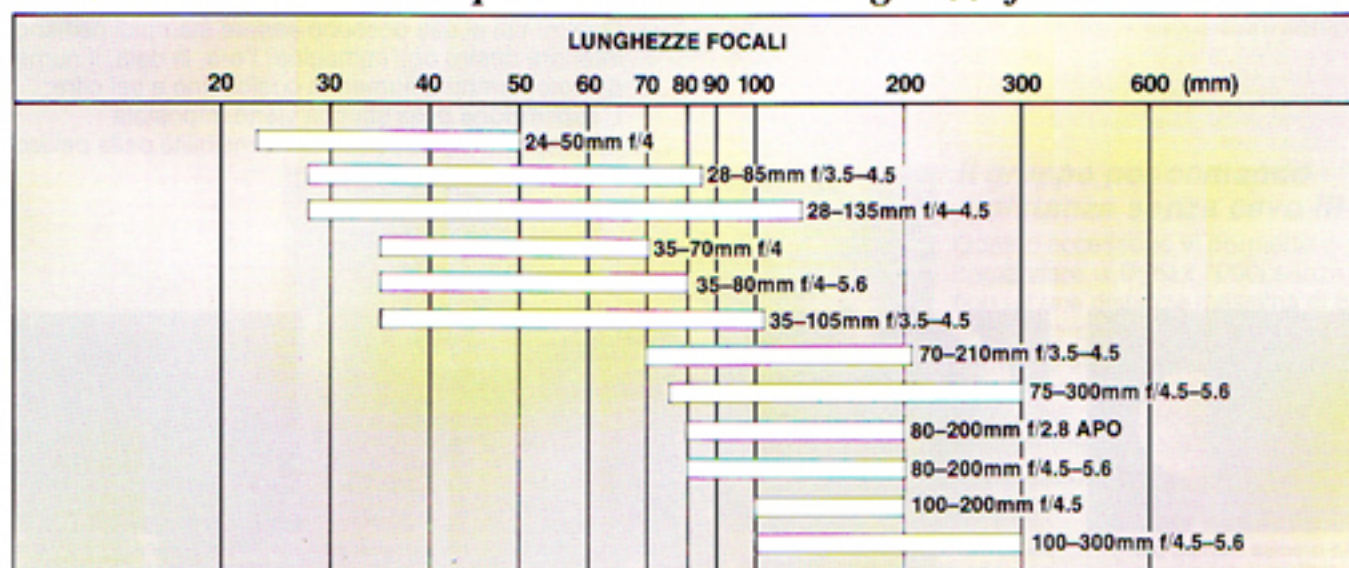 LUNGHEZZE FOCALI
20 30 40 50 60 70 80 90 100 200 300 600 (mm)
24–50mm f/4
28–85mm f/3.5–4.5
28–135mm f/4–4.5
35–70mm f/4
35–80mm f/4–5.6
35–105mm f/3.5–4.5
70–210mm f/3.5–4.5
75–300mm f/4.5–5.6
80–200mm f/2.8 APO
80–200mm f/4.5–5.6
100–200mm f/4.5
100–300mm f/4.5–5.6